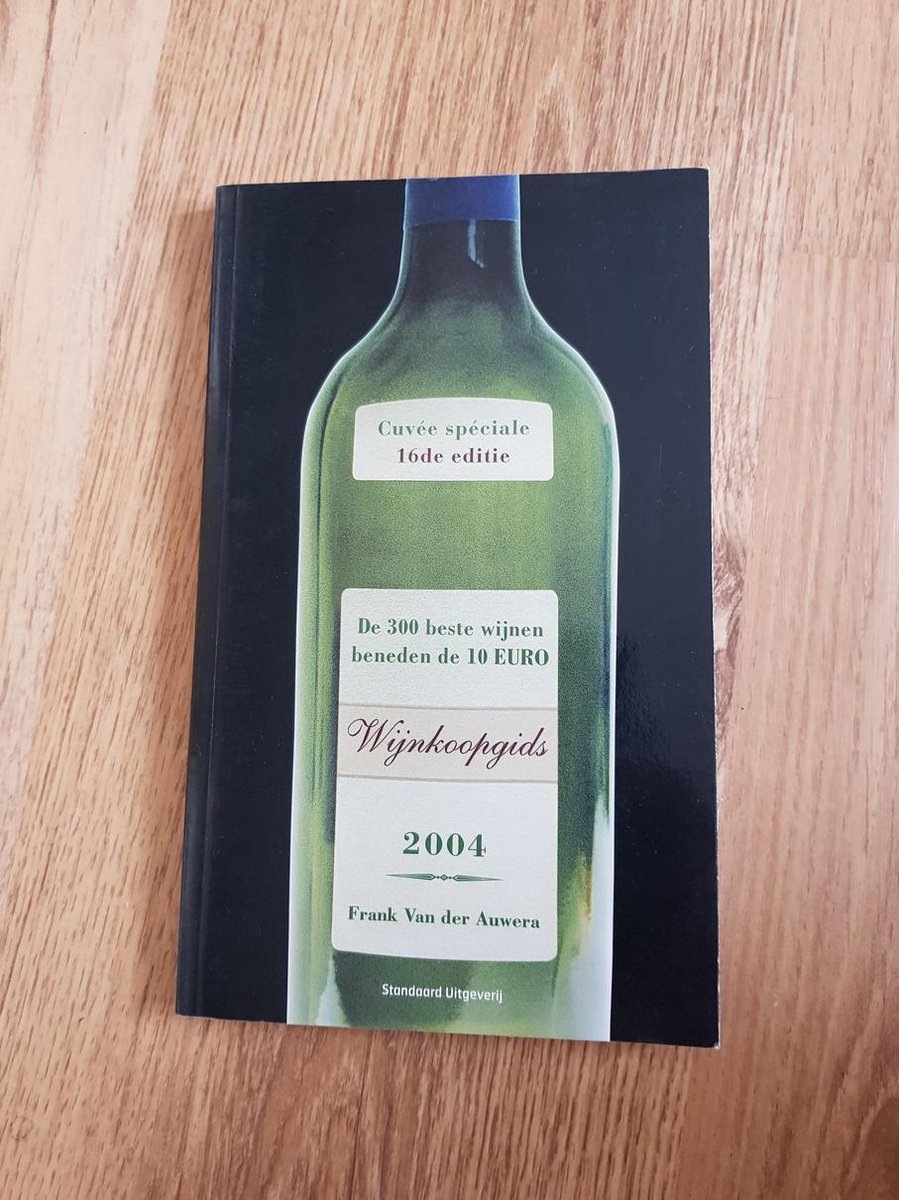 Cuvée spéciale
16de editie
De 300 beste wijnen
beneden de 10 EURO
Wijnkoopgids
2004
Frank Van der Auwera
Standaard Uitgeverij